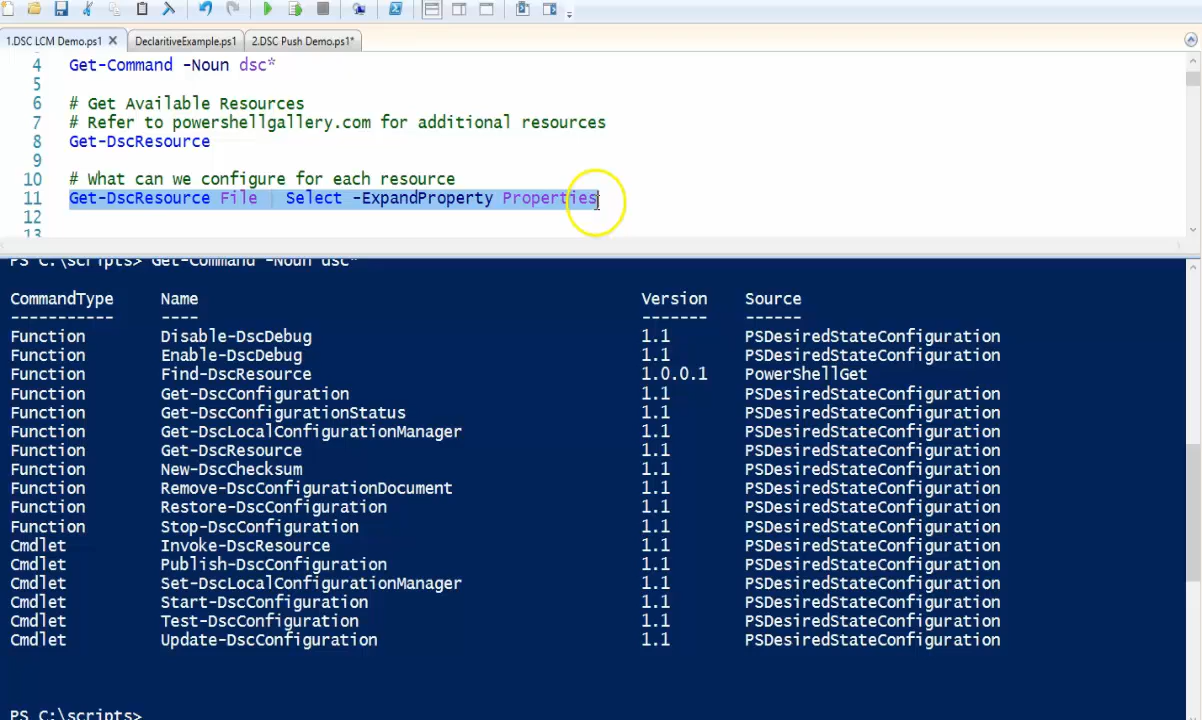 1.DSC LCM Demo.ps1 DeclaritiveExample.ps1 2.DSC Push Demo.ps1*
4 Get-Command -Noun dsc*
5
6 # Get Available Resources
7 # Refer to powershellgallery.com for additional resources
8 Get-DscResource
9
10 # What can we configure for each resource
11 Get-DscResource File | Select -ExpandProperty Properties
12
13
PS C:\scripts> Get-Command -Noun dsc*
CommandType Name Version Source
----------- ---- ------- ------
Function Disable-DscDebug 1.1 PSDesiredStateConfiguration
Function Enable-DscDebug 1.1 PSDesiredStateConfiguration
Function Find-DscResource 1.0.0.1 PowerShellGet
Function Get-DscConfiguration 1.1 PSDesiredStateConfiguration
Function Get-DscConfigurationStatus 1.1 PSDesiredStateConfiguration
Function Get-DscLocalConfigurationManager 1.1 PSDesiredStateConfiguration
Function Get-DscResource 1.1 PSDesiredStateConfiguration
Function New-DscChecksum 1.1 PSDesiredStateConfiguration
Function Remove-DscConfigurationDocument 1.1 PSDesiredStateConfiguration
Function Restore-DscConfiguration 1.1 PSDesiredStateConfiguration
Function Stop-DscConfiguration 1.1 PSDesiredStateConfiguration
Cmdlet Invoke-DscResource 1.1 PSDesiredStateConfiguration
Cmdlet Publish-DscConfiguration 1.1 PSDesiredStateConfiguration
Cmdlet Set-DscLocalConfigurationManager 1.1 PSDesiredStateConfiguration
Cmdlet Start-DscConfiguration 1.1 PSDesiredStateConfiguration
Cmdlet Test-DscConfiguration 1.1 PSDesiredStateConfiguration
Cmdlet Update-DscConfiguration 1.1 PSDesiredStateConfiguration
PS C:\scripts>